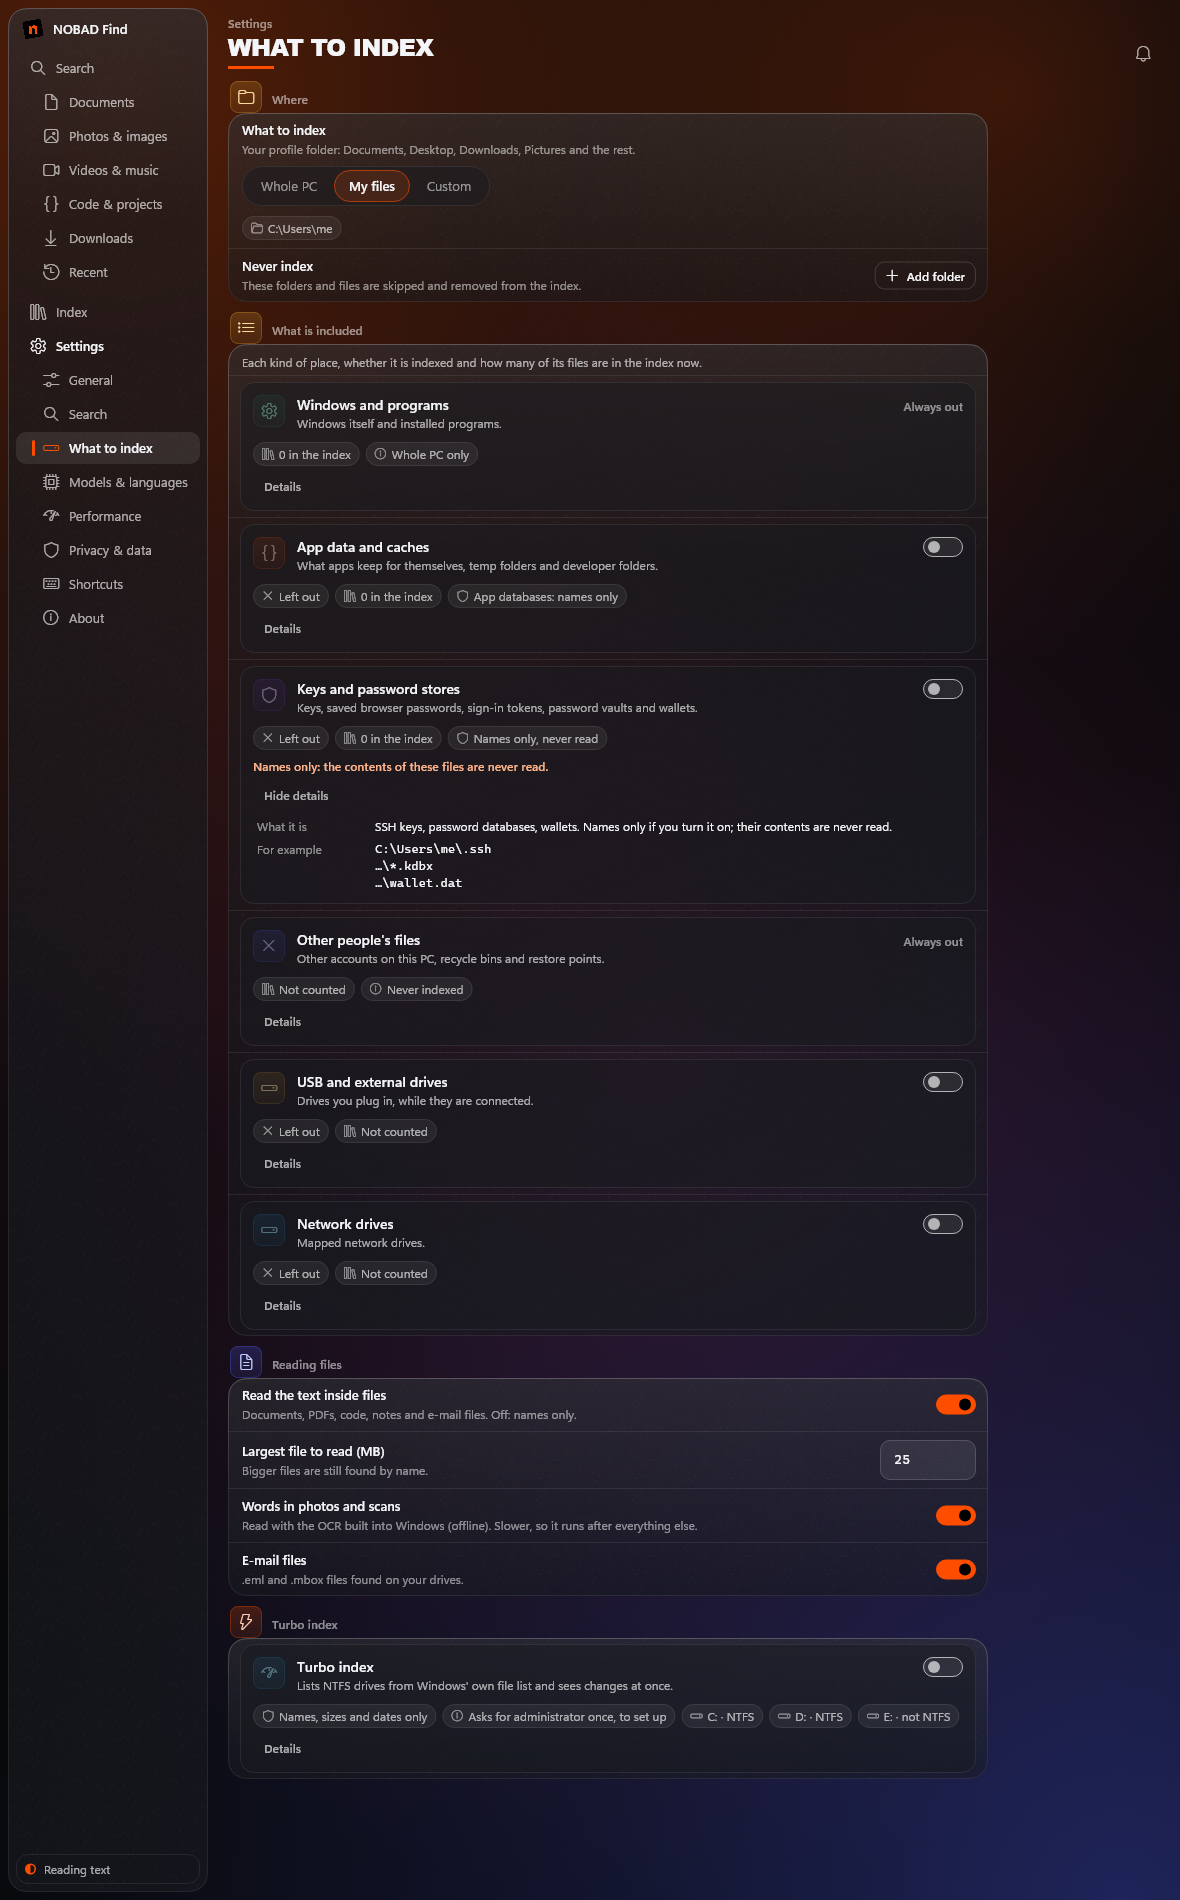 NOBAD Find
Search
Documents
Photos & images
Videos & music
Code & projects
Downloads
Recent
Index
Settings
General
Search
What to index
Models & languages
Performance
Privacy & data
Shortcuts
About
Reading text
Settings
WHAT TO INDEX
Where
What to index
Your profile folder: Documents, Desktop, Downloads, Pictures and the rest.
Whole PC My files Custom
C:\Users\me
Never index
These folders and files are skipped and removed from the index.
Add folder
What is included
Each kind of place, whether it is indexed and how many of its files are in the index now.
Windows and programs
Windows itself and installed programs.
Always out
0 in the index Whole PC only
Details
App data and caches
What apps keep for themselves, temp folders and developer folders.
Left out 0 in the index App databases: names only
Details
Keys and password stores
Keys, saved browser passwords, sign-in tokens, password vaults and wallets.
Left out 0 in the index Names only, never read
Names only: the contents of these files are never read.
Hide details
What it is SSH keys, password databases, wallets. Names only if you turn it on; their contents are never read.
For example C:\Users\me\.ssh
…\*.kdbx
…\wallet.dat
Other people's files
Other accounts on this PC, recycle bins and restore points.
Always out
Not counted Never indexed
Details
USB and external drives
Drives you plug in, while they are connected.
Left out Not counted
Details
Network drives
Mapped network drives.
Left out Not counted
Details
Reading files
Read the text inside files
Documents, PDFs, code, notes and e-mail files. Off: names only.
Largest file to read (MB)
Bigger files are still found by name.
25
Words in photos and scans
Read with the OCR built into Windows (offline). Slower, so it runs after everything else.
E-mail files
.eml and .mbox files found on your drives.
Turbo index
Turbo index
Lists NTFS drives from Windows' own file list and sees changes at once.
Names, sizes and dates only Asks for administrator once, to set up C: · NTFS D: · NTFS E: · not NTFS
Details